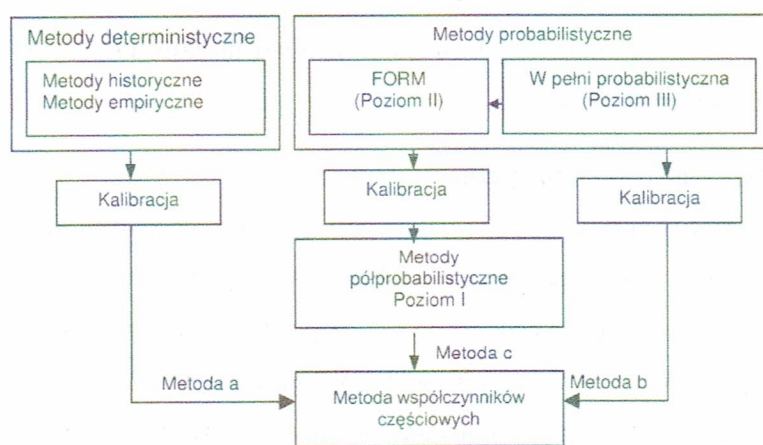 Metody deterministyczne
Metody historyczne
Metody empiryczne
Metody probabilistyczne
FORM
(Poziom II)
W pełni probabilistyczna
(Poziom III)
Kalibracja
Kalibracja
Kalibracja
Metody
półprobabilistyczne
Poziom I
Metoda c
Metoda a
Metoda b
Metoda współczynników
częściowych